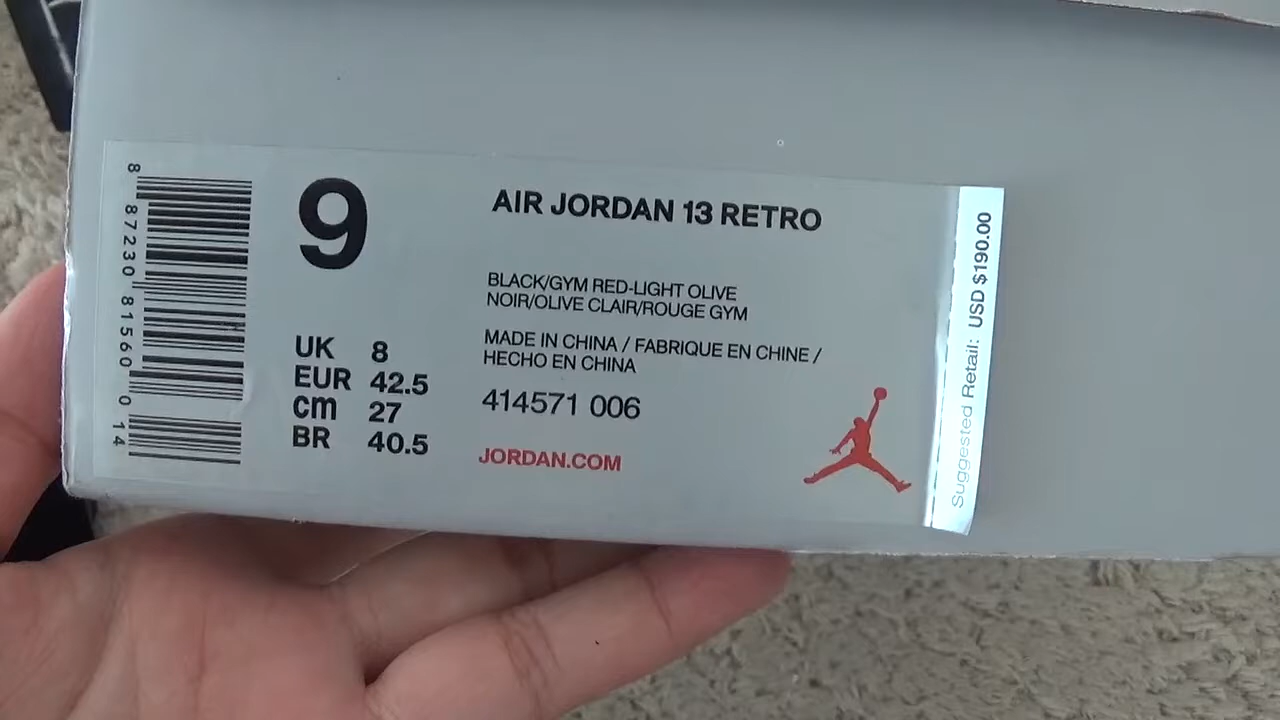 8 87230 81560 0 14
9
UK 8
EUR 42.5
cm 27
BR 40.5
AIR JORDAN 13 RETRO
BLACK/GYM RED-LIGHT OLIVE
NOIR/OLIVE CLAIR/ROUGE GYM
MADE IN CHINA / FABRIQUE EN CHINE /
HECHO EN CHINA
414571 006
JORDAN.COM
Suggested Retail: USD $190.00